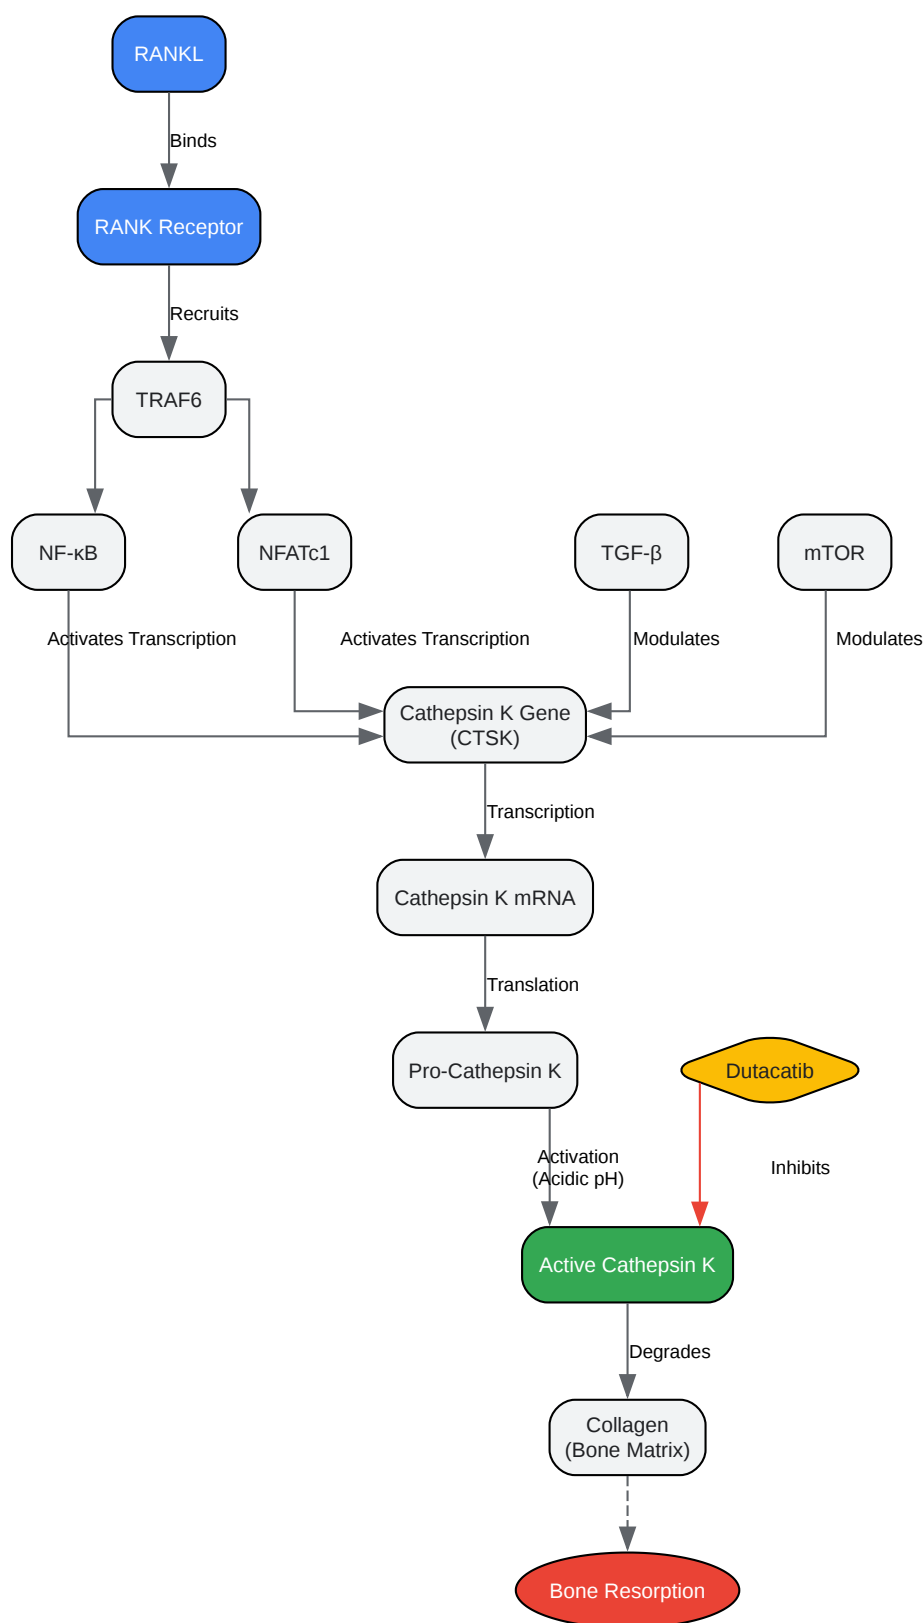 RANKL
Binds
RANK Receptor
Recruits
TRAF6
NF-κB
NFATc1
TGF-β
mTOR
Activates Transcription
Activates Transcription
Modulates
Modulates
Cathepsin K Gene
(CTSK)
Transcription
Cathepsin K mRNA
Translation
Pro-Cathepsin K
Dutacatib
Activation
(Acidic pH)
Inhibits
Active Cathepsin K
Degrades
Collagen
(Bone Matrix)
Bone Resorption